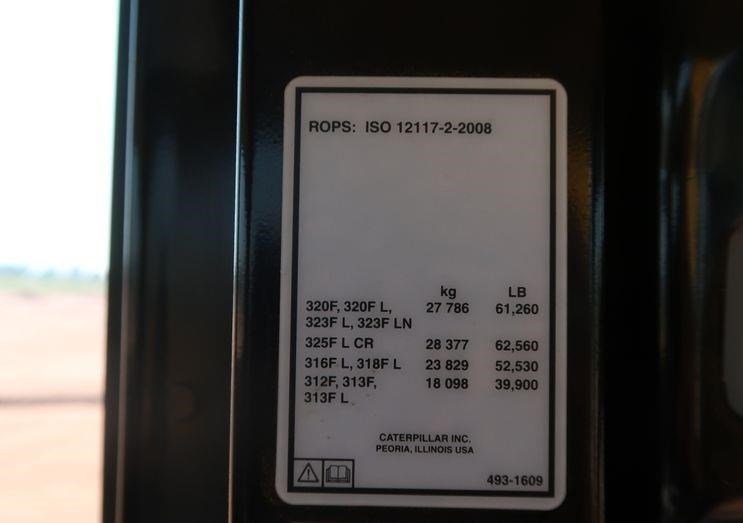 ROPS: ISO 12117-2-2008
kg LB
320F, 320F L, 27 786 61,260
323F L, 323F LN
325F L CR 28 377 62,560
316F L, 318F L 23 829 52,530
312F, 313F, 18 098 39,900
313F L
CATERPILLAR INC.
PEORIA, ILLINOIS USA
493-1609